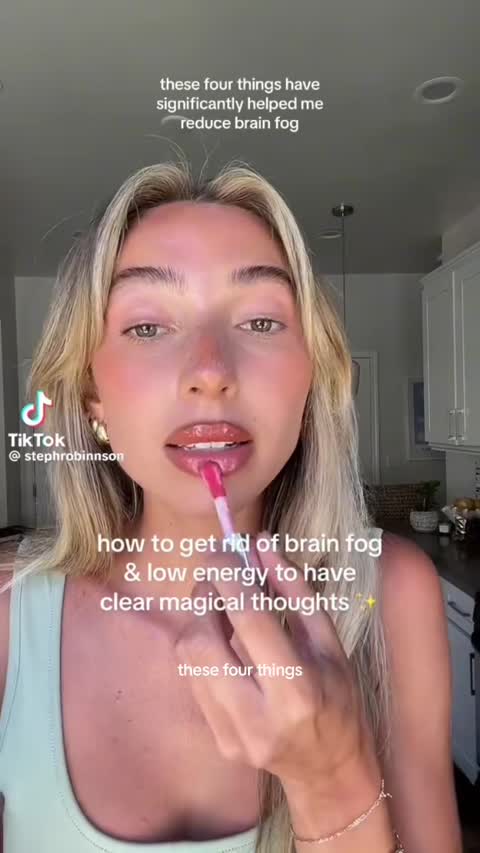 these four things have
significantly helped me
reduce brain fog
TikTok
@ stephrobinnson
how to get rid of brain fog
& low energy to have
clear magical thoughts ✨
these four things